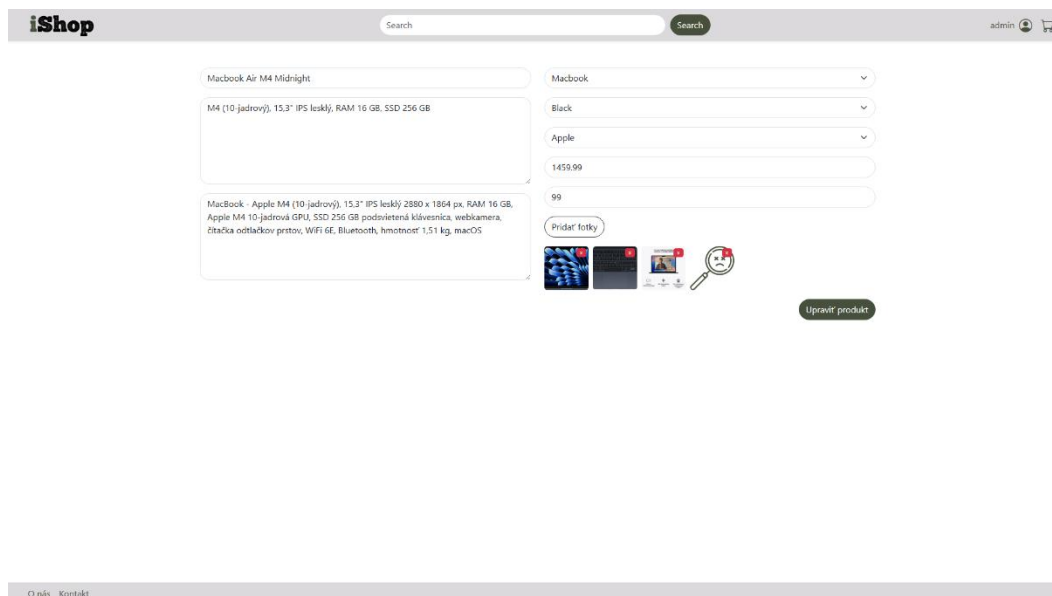 iShop
Search
Search
admin
Macbook Air M4 Midnight
M4 (10-jadrový), 15,3" IPS lesklý, RAM 16 GB, SSD 256 GB
MacBook - Apple M4 (10-jadrový), 15,3" IPS lesklý 2880 x 1864 px, RAM 16 GB,
Apple M4 10-jadrová GPU, SSD 256 GB podsvietená klávesnica, webkamera,
čítačka odtlačkov prstov, WiFi 6E, Bluetooth, hmotnosť 1,51 kg, macOS
Macbook
Black
Apple
1459.99
99
Pridať fotky
Upraviť produkt
O nás Kontakt